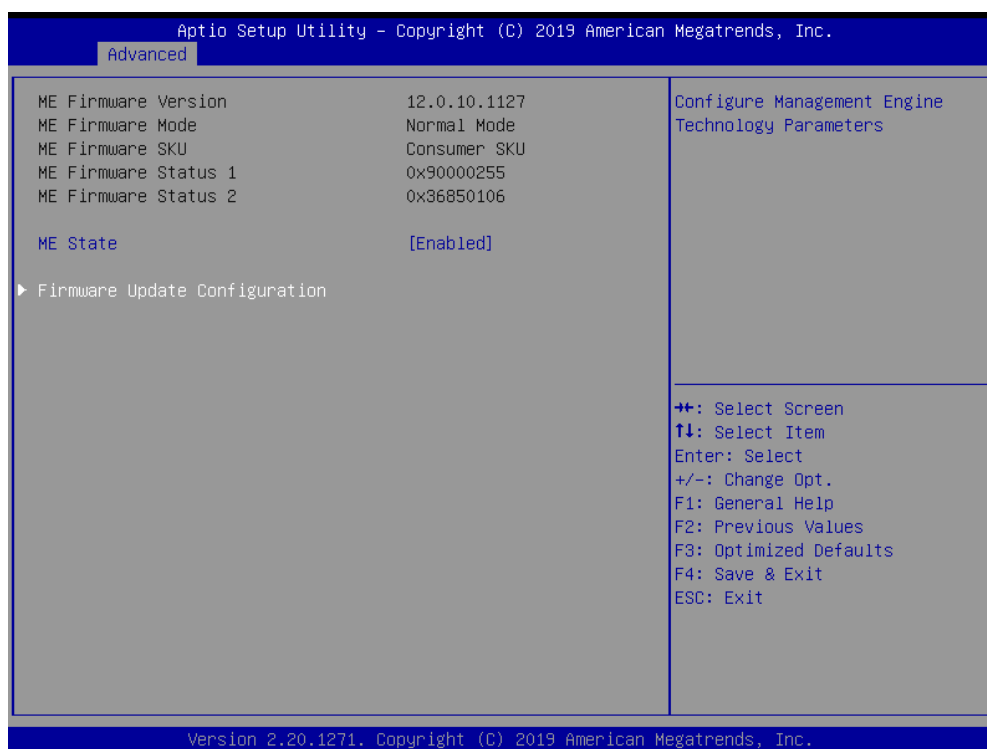 Aptio Setup Utility – Copyright (C) 2019 American Megatrends, Inc.
Advanced
ME Firmware Version 12.0.10.1127
ME Firmware Mode Normal Mode
ME Firmware SKU Consumer SKU
ME Firmware Status 1 0x90000255
ME Firmware Status 2 0x36850106
ME State [Enabled]
▶ Firmware Update Configuration
Configure Management Engine
Technology Parameters
→←: Select Screen
↑↓: Select Item
Enter: Select
+/-: Change Opt.
F1: General Help
F2: Previous Values
F3: Optimized Defaults
F4: Save & Exit
ESC: Exit
Version 2.20.1271. Copyright (C) 2019 American Megatrends, Inc.